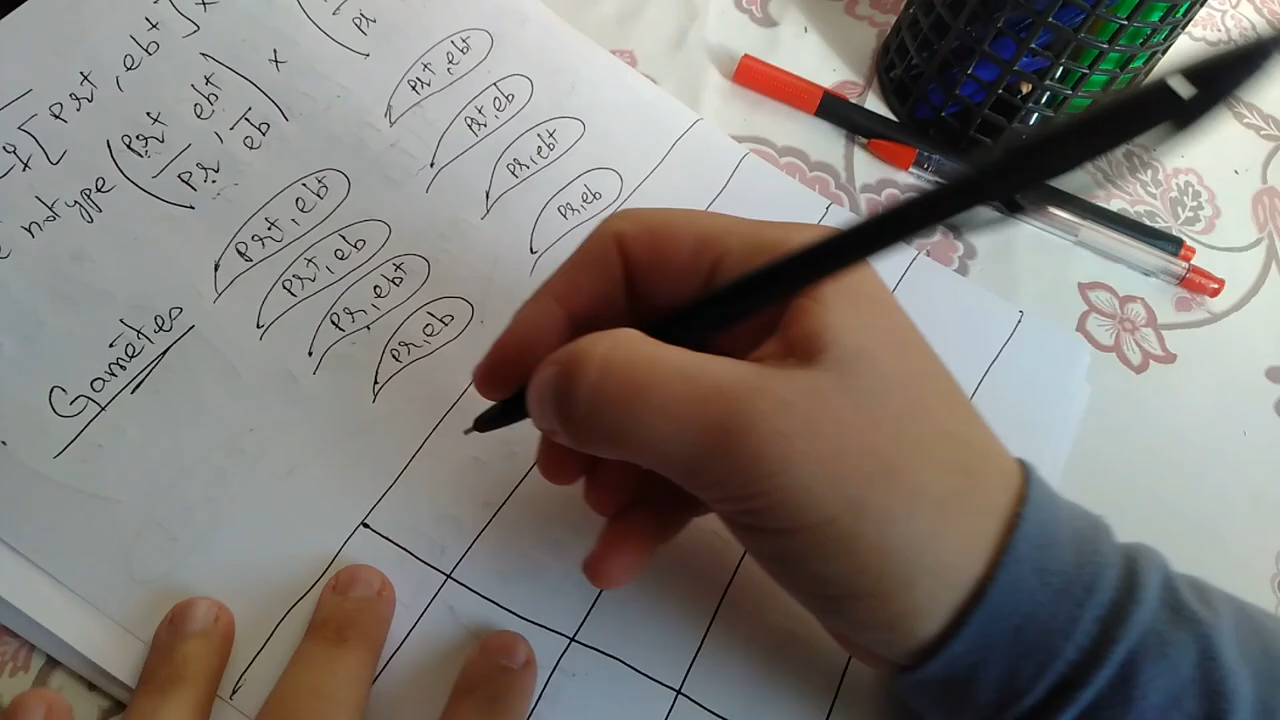 [Pr+, eb+] x
notype (Pr+/Pr, eb+/eb) x (
Pr
Pr+, eb+
Pr+, eb
Pr, eb+
Pr, eb
Gametes
Pr+, eb+
Pr+, eb
Pr, eb+
Pr, eb